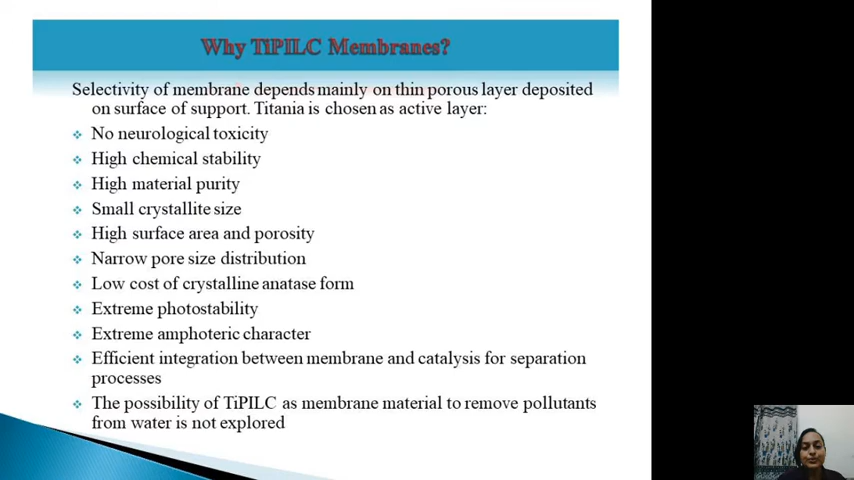 Why TiPILC Membranes?
Selectivity of membrane depends mainly on thin porous layer deposited
on surface of support. Titania is chosen as active layer:
No neurological toxicity
High chemical stability
High material purity
Small crystallite size
High surface area and porosity
Narrow pore size distribution
Low cost of crystalline anatase form
Extreme photostability
Extreme amphoteric character
Efficient integration between membrane and catalysis for separation
processes
The possibility of TiPILC as membrane material to remove pollutants
from water is not explored